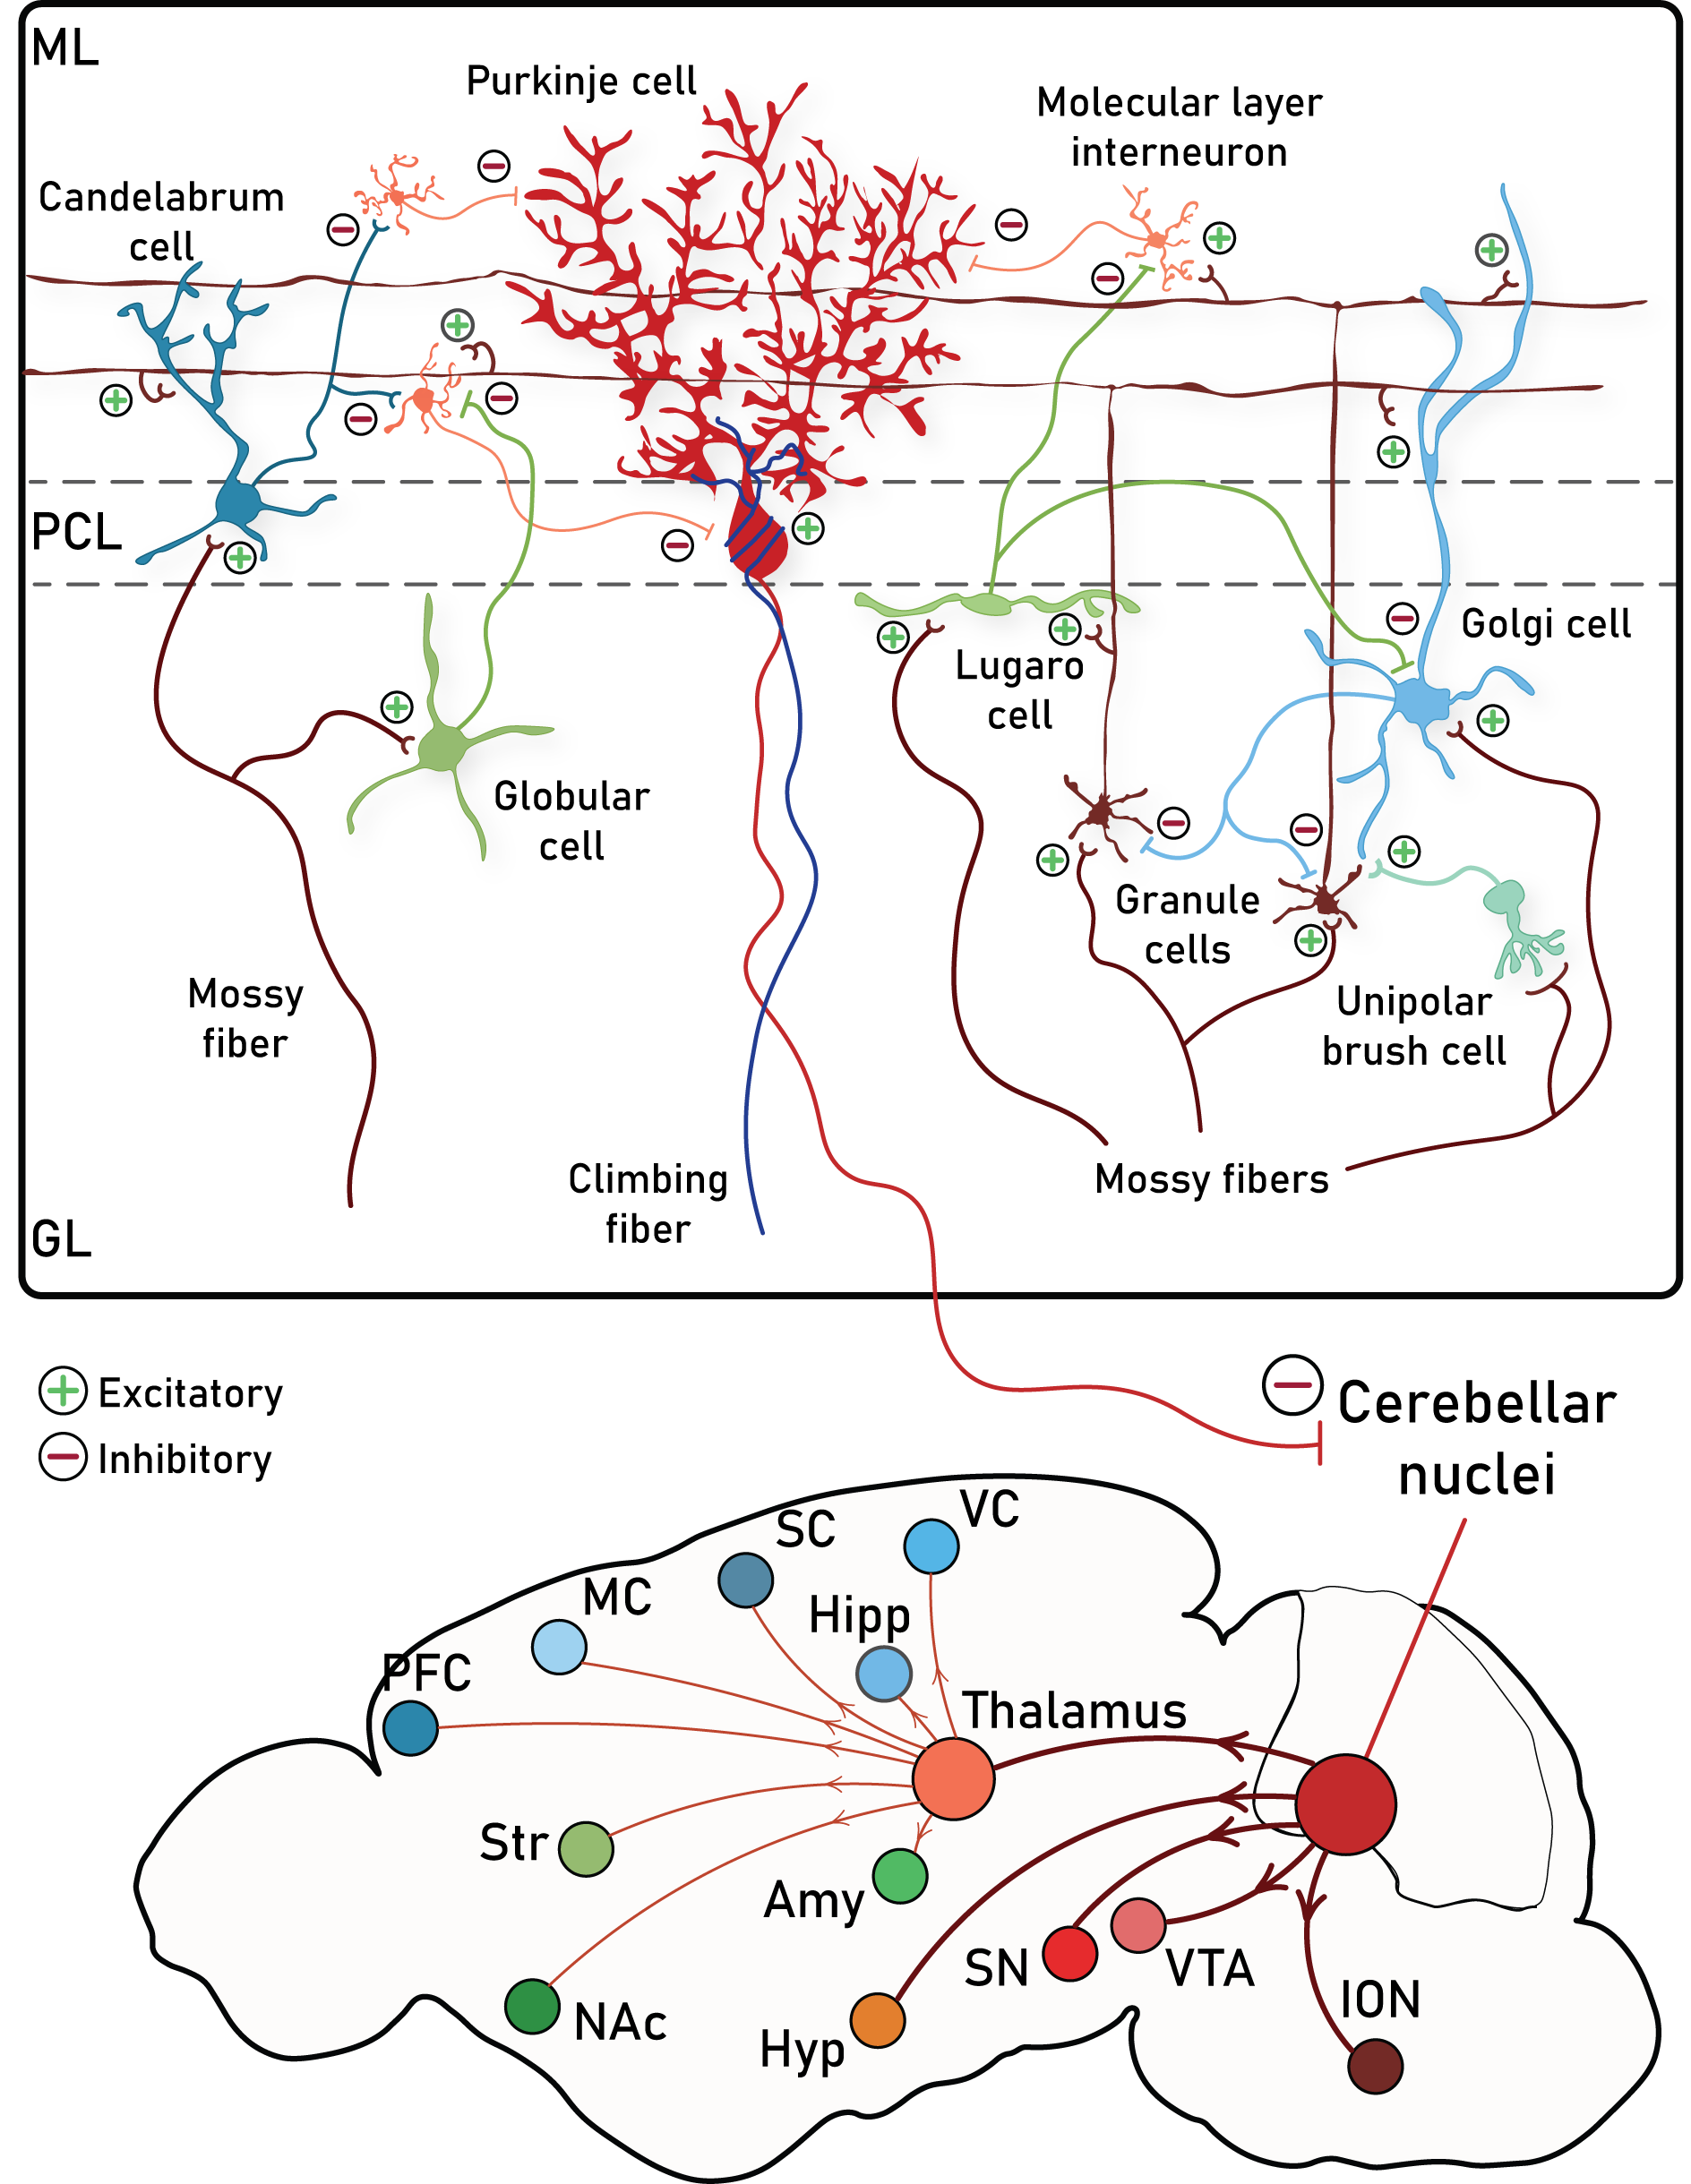 ML
Purkinje cell
Molecular layer
interneuron
Candelabrum
cell
PCL
Golgi cell
Lugaro
cell
Globular
cell
Granule
cells
Mossy
fiber
Unipolar
brush cell
Climbing
fiber
Mossy fibers
GL
Excitatory
Inhibitory
Cerebellar
nuclei
VC
SC
MC
Hipp
PFC
Thalamus
Str
Amy
SN
VTA
ION
NAc
Hyp